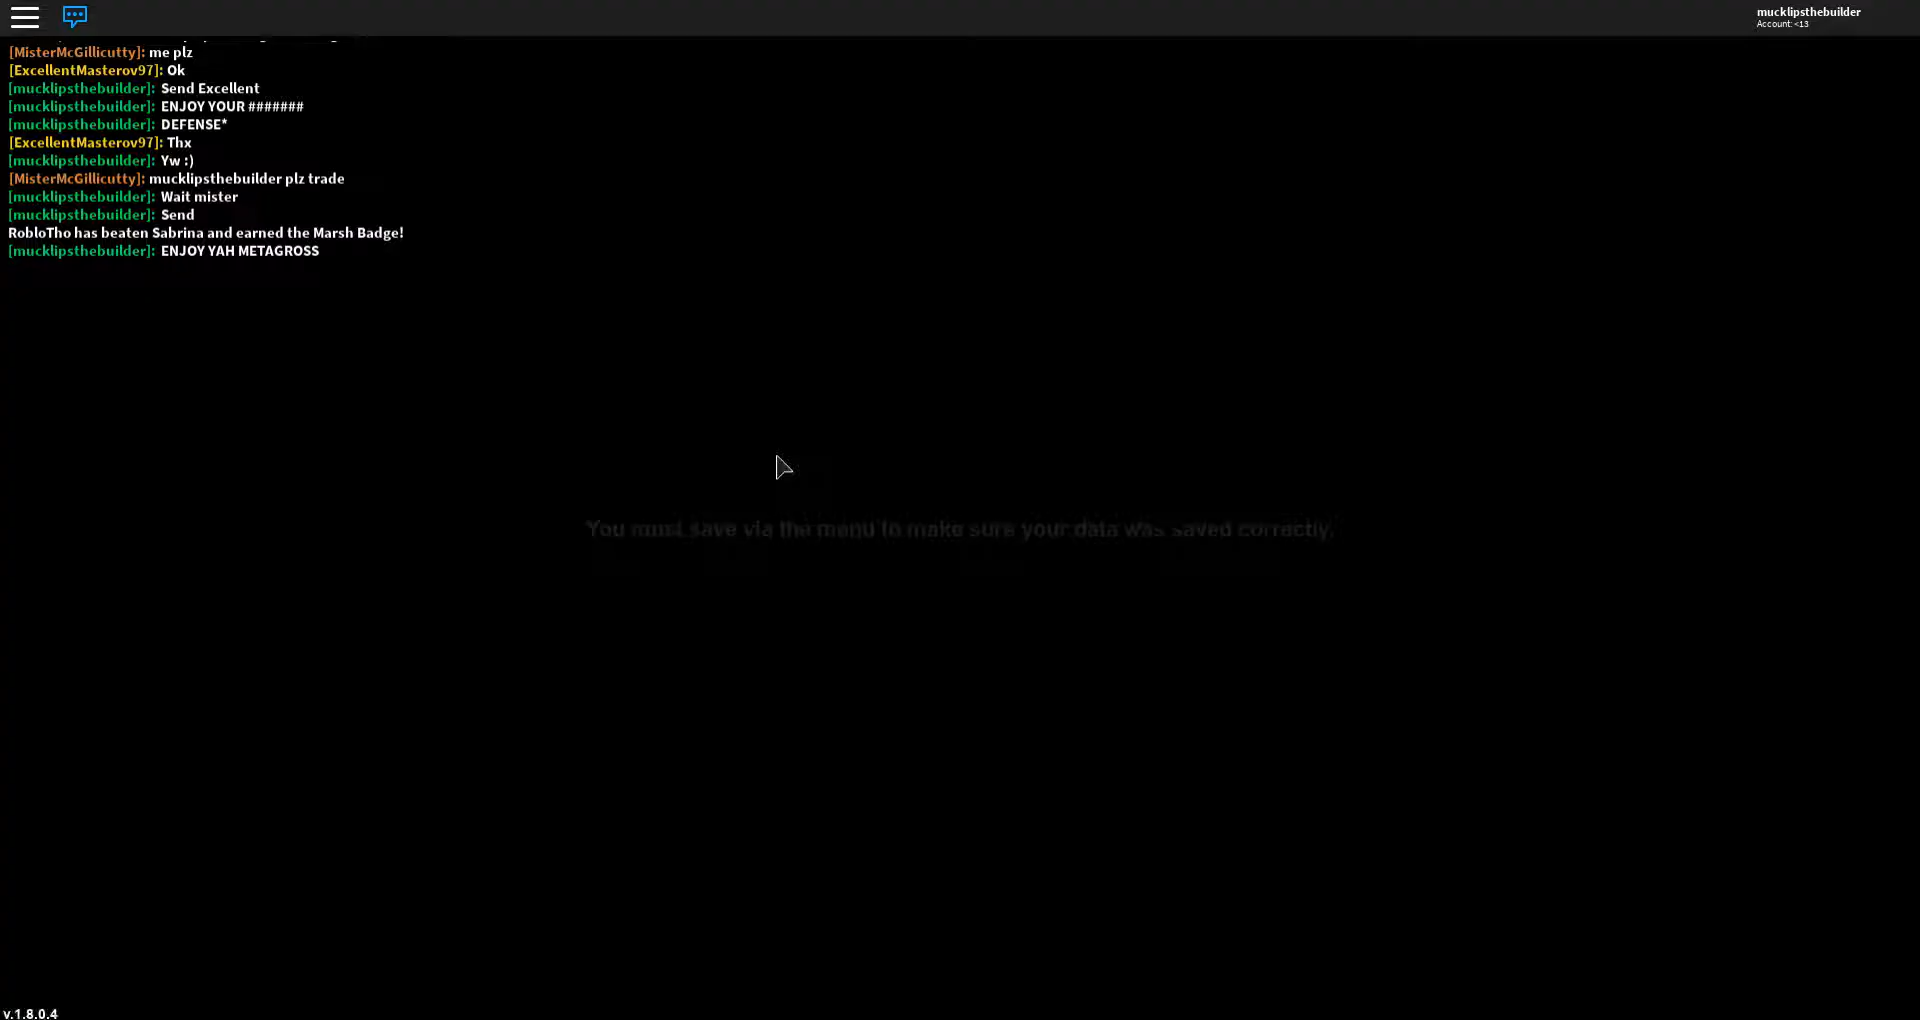 mucklipsthebuilder
Account: <13
[MisterMcGillicutty]: me plz
[ExcellentMasterov97]: Ok
[mucklipsthebuilder]: Send Excellent
[mucklipsthebuilder]: ENJOY YOUR #######
[mucklipsthebuilder]: DEFENSE*
[ExcellentMasterov97]: Thx
[mucklipsthebuilder]: Yw :)
[MisterMcGillicutty]: mucklipsthebuilder plz trade
[mucklipsthebuilder]: Wait mister
[mucklipsthebuilder]: Send
RobloTho has beaten Sabrina and earned the Marsh Badge!
[mucklipsthebuilder]: ENJOY YAH METAGROSS
You must save via the menu to make sure your data was saved correctly.
v.1.8.0.4